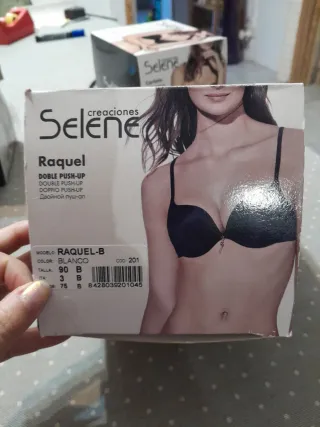 Selene
creaciones
Selene
Raquel
DOBLE PUSH-UP
DOUBLE PUSH-UP
DOPPIO PUSH-UP
Двойной пуш-ап
MODELO: RAQUEL-B
COLOR: BLANCO COD: 201
TALLA: 90 B
3 B
75 B
8428039201045